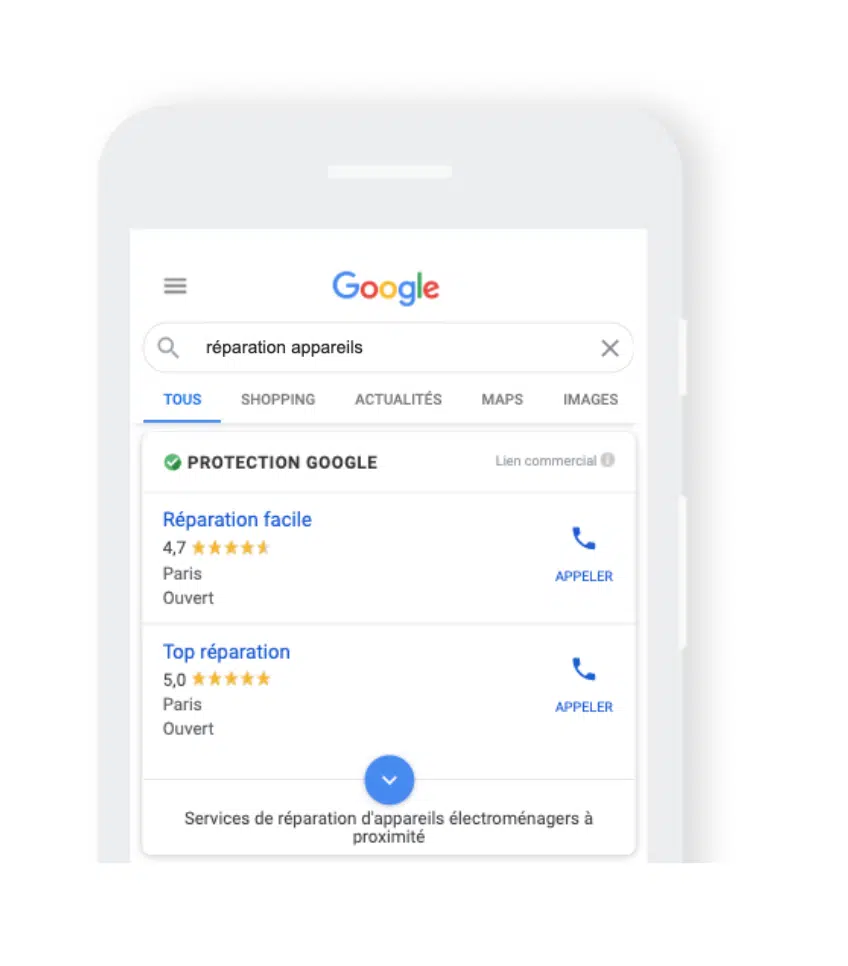 Google
réparation appareils
TOUS SHOPPING ACTUALITÉS MAPS IMAGES
PROTECTION GOOGLE Lien commercial
Réparation facile
4,7
Paris
Ouvert
APPELER
Top réparation
5,0
Paris
Ouvert
APPELER
Services de réparation d'appareils électroménagers à
proximité